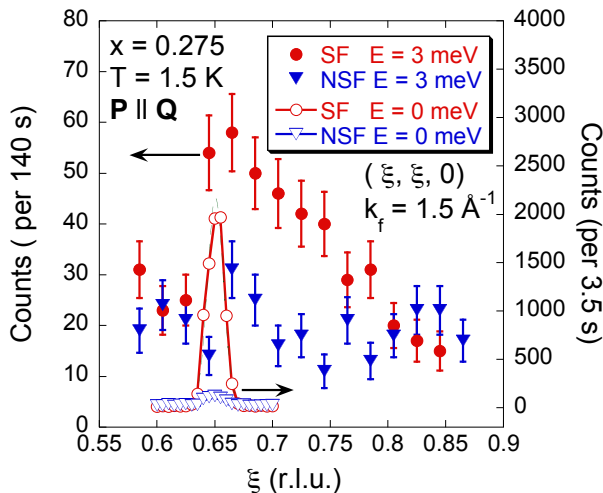 x = 0.275
T = 1.5 K
P || Q
SF E = 3 meV
NSF E = 3 meV
SF E = 0 meV
NSF E = 0 meV
( ξ, ξ, 0)
k_f = 1.5 Å⁻¹
Counts ( per 140 s)
80
70
60
50
40
30
20
10
0
Counts (per 3.5 s)
4000
3500
3000
2500
2000
1500
1000
500
0
0.55
0.6
0.65
0.7
0.75
0.8
0.85
0.9
ξ (r.l.u.)